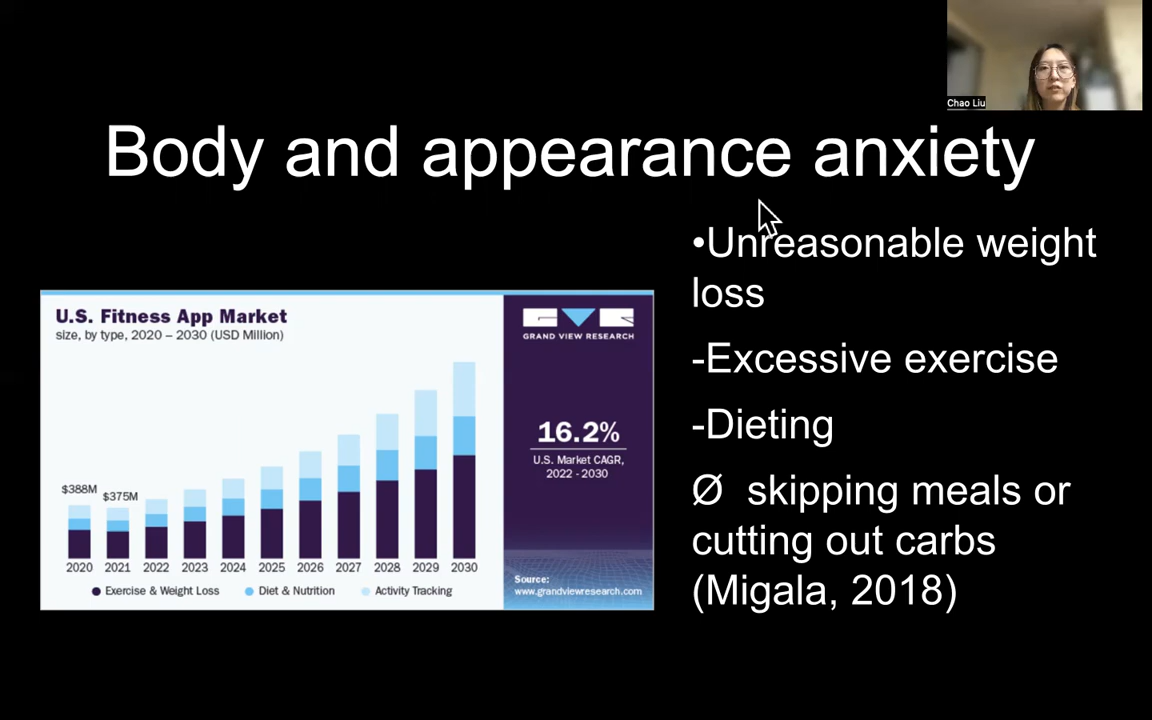 Chao Liu
Body and appearance anxiety
•Unreasonable weight
loss
-Excessive exercise
-Dieting
Ø skipping meals or
cutting out carbs
(Migala, 2018)
U.S. Fitness App Market
size, by type, 2020 – 2030 (USD Million)
$388M
$375M
2020 2021 2022 2023 2024 2025 2026 2027 2028 2029 2030
Exercise & Weight Loss Diet & Nutrition Activity Tracking
GRAND VIEW RESEARCH
16.2%
U.S. Market CAGR,
2022 - 2030
Source:
www.grandviewresearch.com